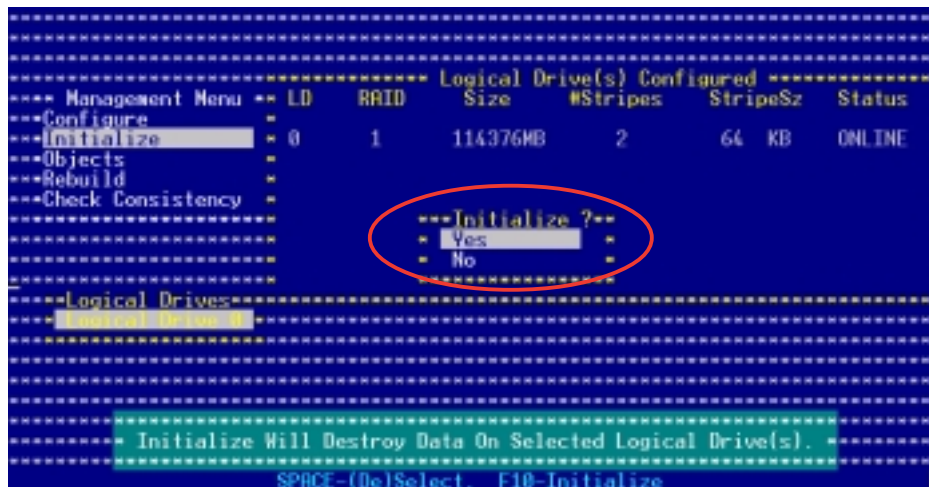 Logical Drive(s) Configured
Management Menu
LD RAID Size #Stripes StripeSz Status
Configure
Initialize
0 1 114376MB 2 64 KB ONLINE
Objects
Rebuild
Check Consistency
Initialize ?
Yes
No
Logical Drives
Logical Drive 0
Initialize Will Destroy Data On Selected Logical Drive(s).
SPACE-(De)Select, F10-Initialize